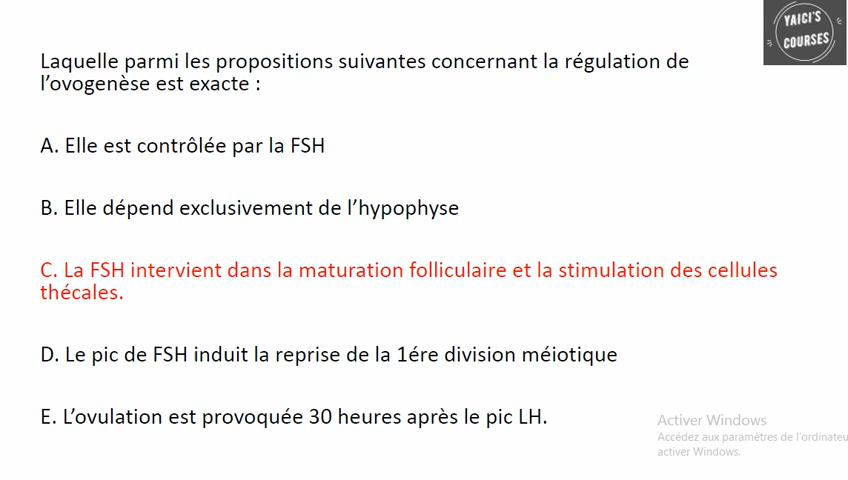 YAICI'S
COURSES
Laquelle parmi les propositions suivantes concernant la régulation de
l'ovogenèse est exacte :
A. Elle est contrôlée par la FSH
B. Elle dépend exclusivement de l'hypophyse
C. La FSH intervient dans la maturation folliculaire et la stimulation des cellules
thécales.
D. Le pic de FSH induit la reprise de la 1ére division méiotique
E. L'ovulation est provoquée 30 heures après le pic LH.
Activer Windows
Accédez aux paramètres de l'ordinateu
activer Windows.